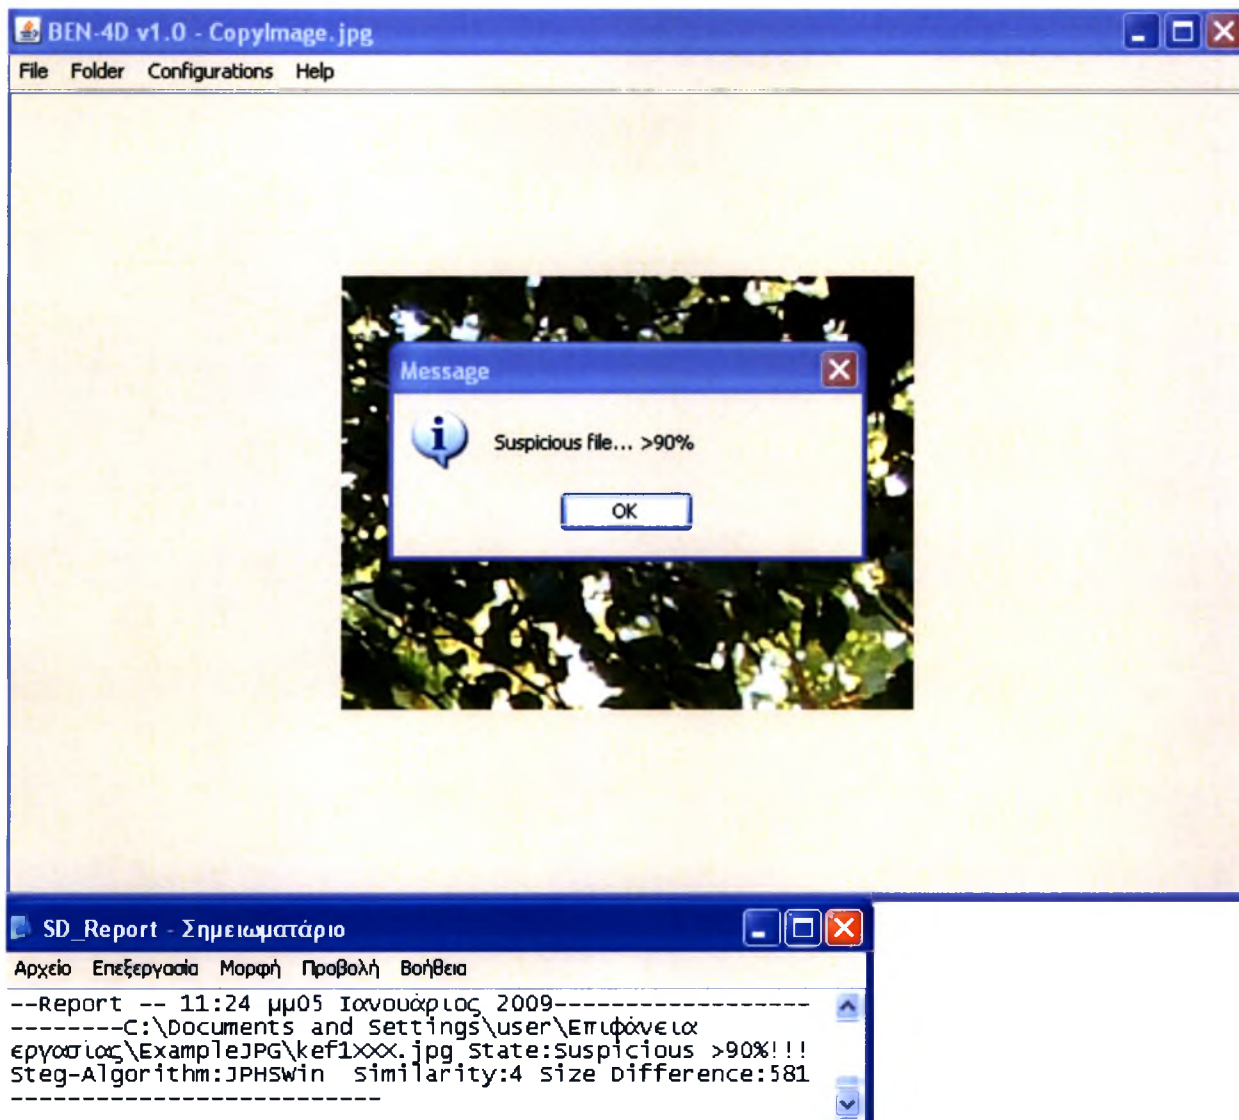 BEN-4D v1.0 - CopyImage.jpg
File Folder Configurations Help
Message
Suspicious file... >90%
OK
SD_Report - Σημειωματάριο
Αρχείο Επεξεργασία Μορφή Προβολή Βοήθεια
--Report -- 11:24 μμ05 Ιανουάριος 2009------------------
--------C:\Documents and Settings\user\Επιφάνεια
εργασίας\ExampleJPG\kef1XXX.jpg State:Suspicious >90%!!!
Steg-Algorithm:JPHSWin Similarity:4 Size Difference:581
--------------------------